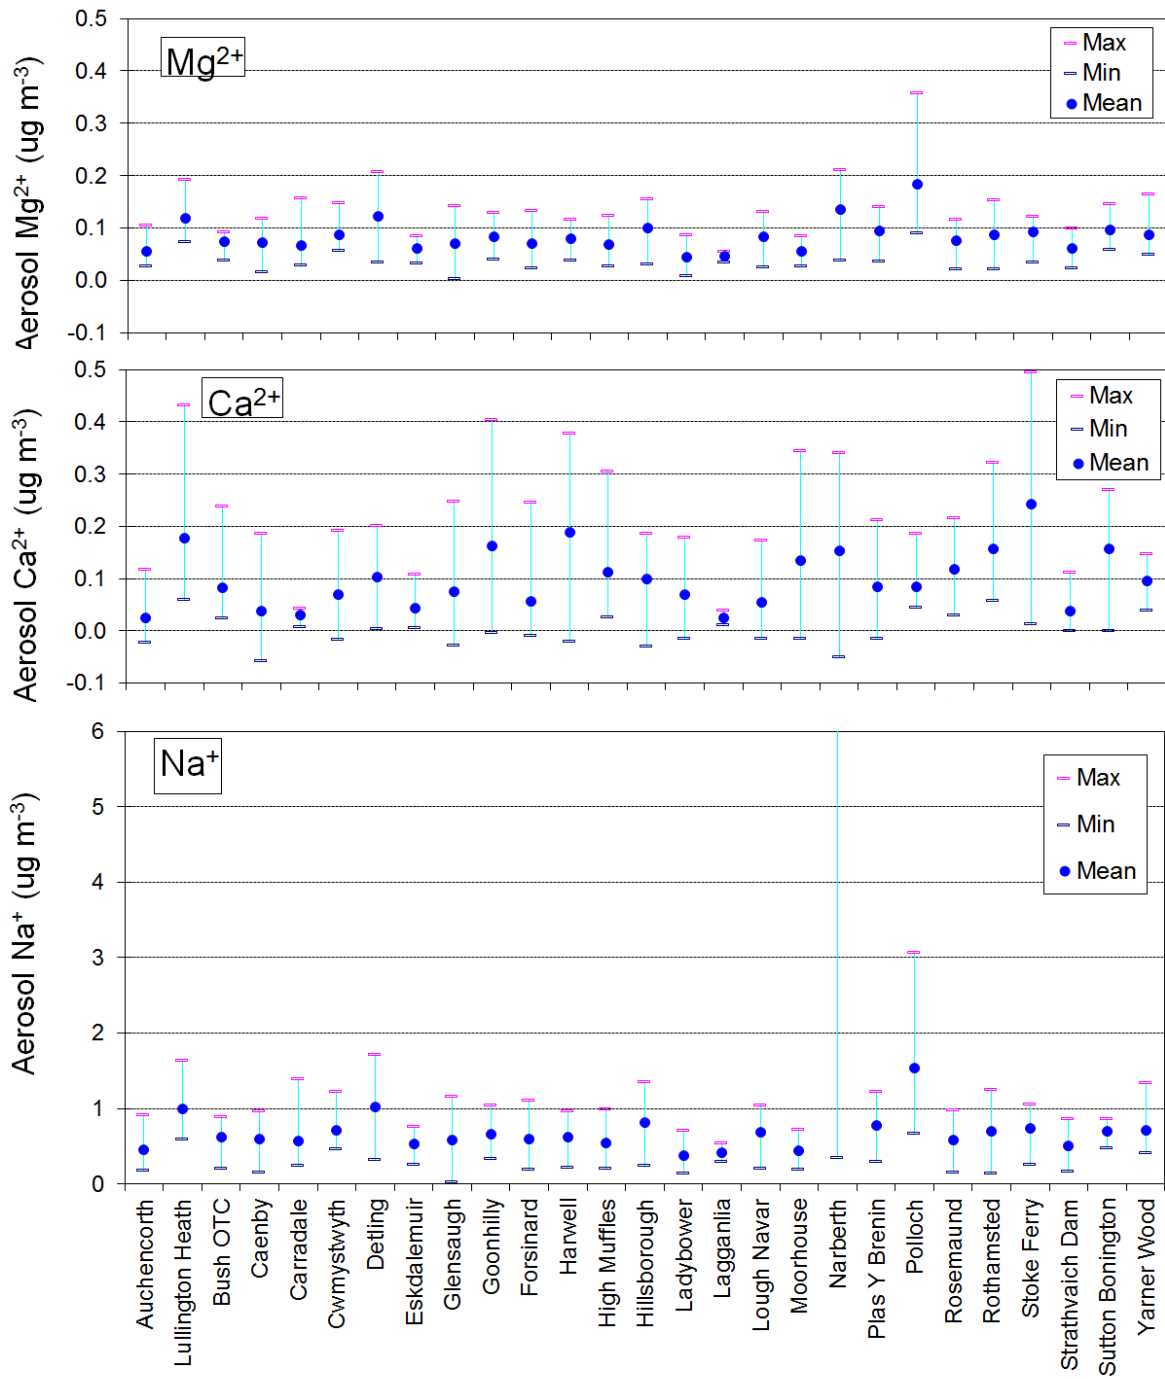 Aerosol Mg²⁺ (ug m⁻³)
0.5
0.4
0.3
0.2
0.1
0.0
-0.1
Mg²⁺
Max
Min
Mean
Aerosol Ca²⁺ (ug m⁻³)
0.5
0.4
0.3
0.2
0.1
0.0
-0.1
Ca²⁺
Max
Min
Mean
Aerosol Na⁺ (ug m⁻³)
6
5
4
3
2
1
0
Na⁺
Max
Min
Mean
Auchencorth
Lullington Heath
Bush OTC
Caenby
Carradale
Cwmystwyth
Detling
Eskdalemuir
Glensaugh
Goonhilly
Forsinard
Harwell
High Muffles
Hillsborough
Ladybower
Lagganlia
Lough Navar
Moorhouse
Narberth
Plas Y Brenin
Polloch
Rosemaund
Rothamsted
Stoke Ferry
Strathvaich Dam
Sutton Bonington
Yarner Wood